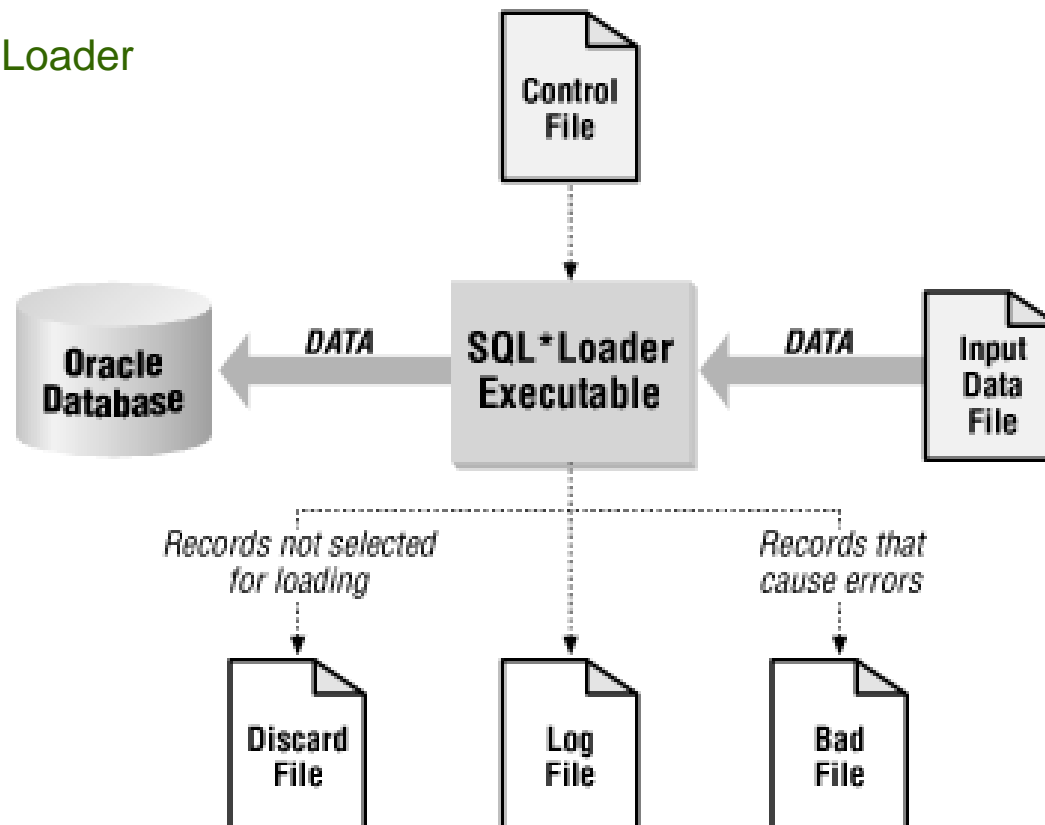 Loader
Control
File
Oracle
Database
DATA
SQL*Loader
Executable
DATA
Input
Data
File
Records not selected
for loading
Records that
cause errors
Discard
File
Log
File
Bad
File